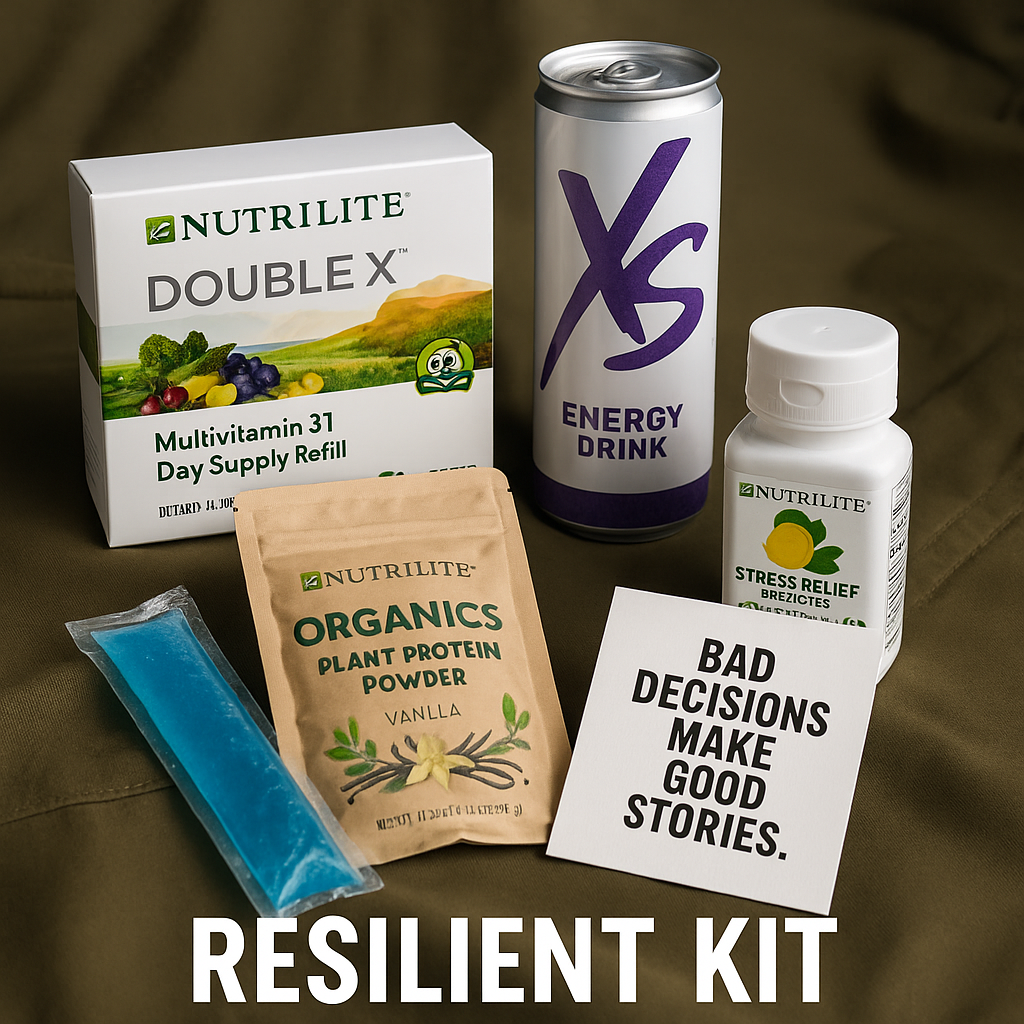 NUTRILITE®
DOUBLE X™
Multivitamin 31
Day Supply Refill
XS
ENERGY
DRINK
NUTRILITE®
STRESS RELIEF
BREZICTES
NUTRILITE
ORGANICS
PLANT PROTEIN
POWDER
VANLLA
BAD
DECISIONS
MAKE
GOOD
STORIES.
RESILIENT KIT